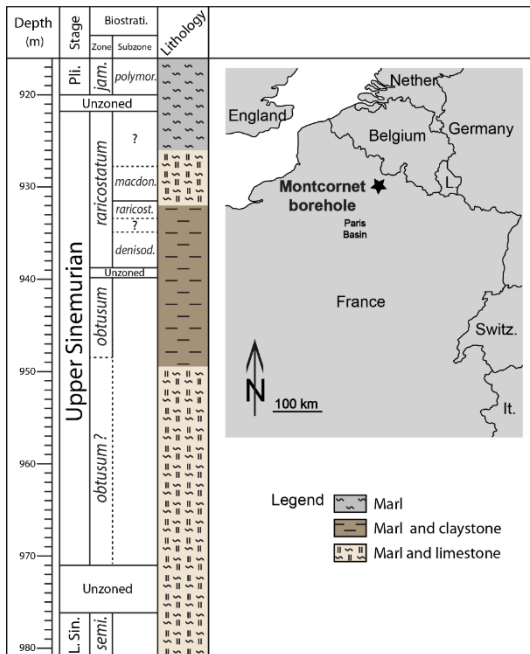 Depth
(m)
Stage
Biostrati.
Zone
Subzone
Lithology
Pli.
jam.
polymor.
920
Unzoned
?
raricostatum
macdon.
930
raricost.
?
denisod.
Unzoned
940
Upper Sinemurian
obtusum
950
obtusum ?
960
970
Unzoned
L. Sin.
semi.
980
Nether.
England
Belgium
Germany
L.
Montcornet
borehole
Paris
Basin
France
Switz.
It.
N
100 km
Legend
Marl
Marl and claystone
Marl and limestone